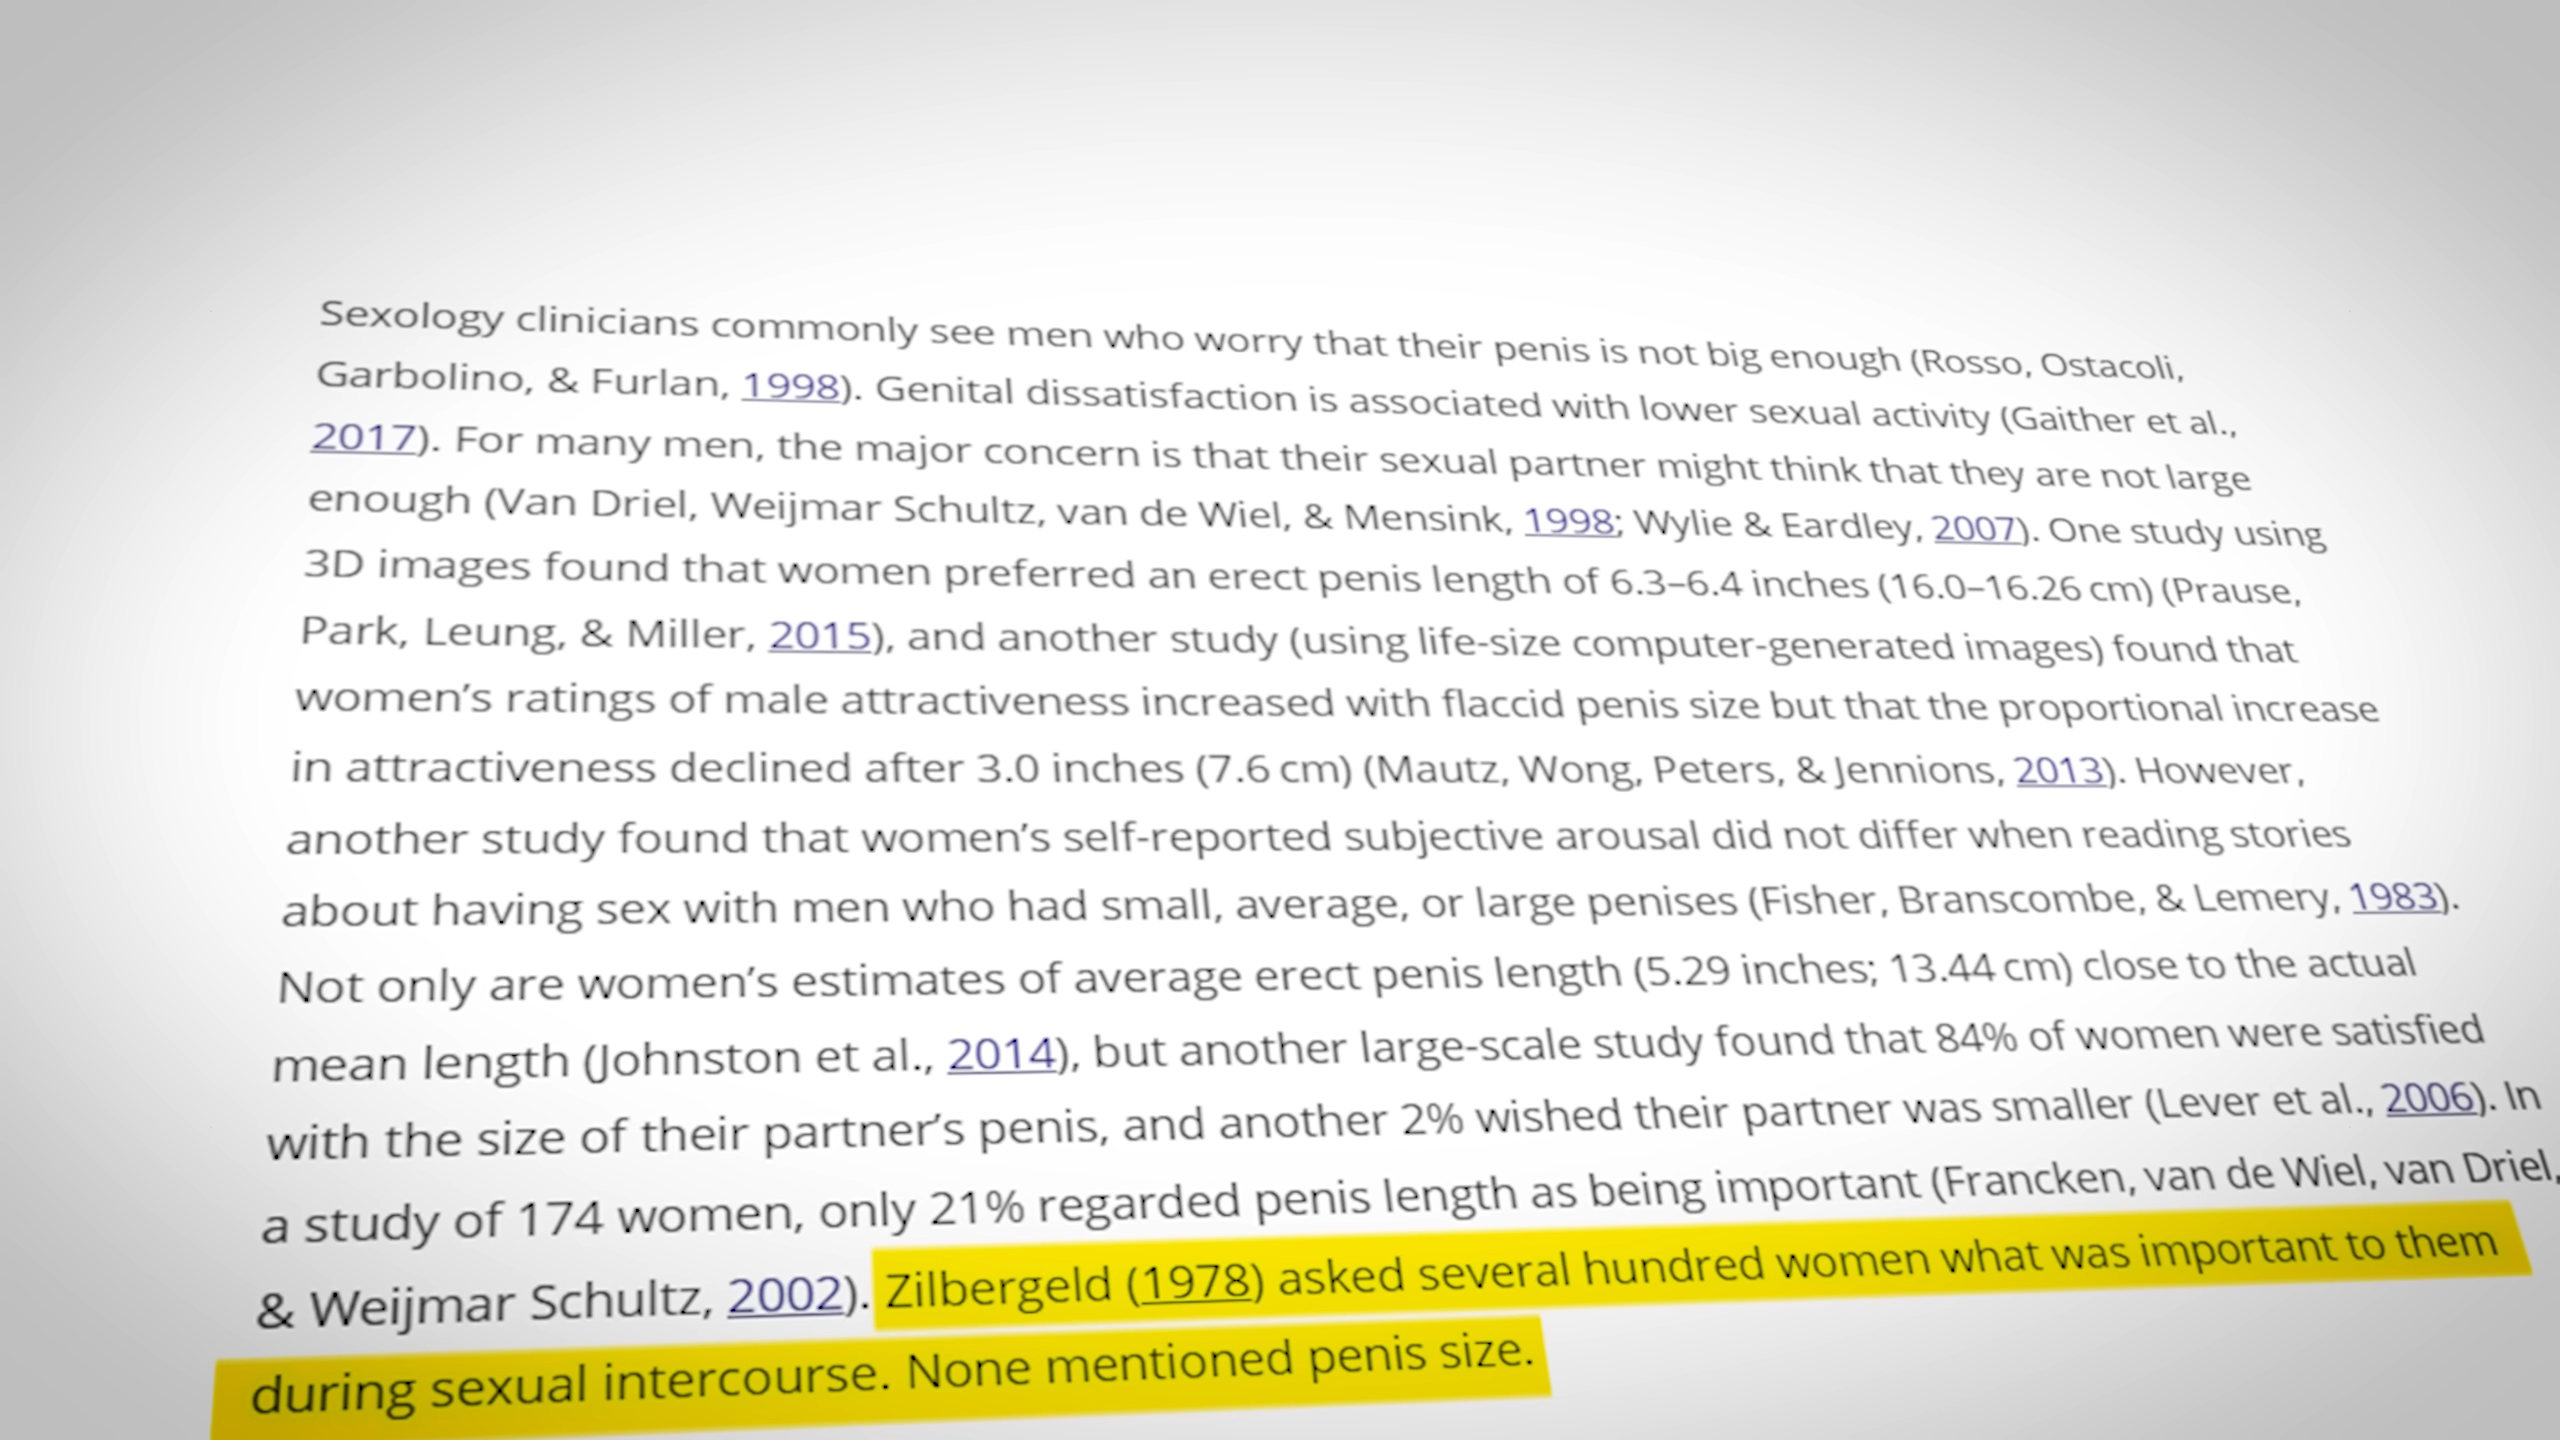 Sexology clinicians commonly see men who worry that their penis is not big enough (Rosso, Ostacoli,
Garbolino, & Furlan, 1998). Genital dissatisfaction is associated with lower sexual activity (Gaither et al.,
2017). For many men, the major concern is that their sexual partner might think that they are not large
enough (Van Driel, Weijmar Schultz, van de Wiel, & Mensink, 1998; Wylie & Eardley, 2007). One study using
3D images found that women preferred an erect penis length of 6.3–6.4 inches (16.0–16.26 cm) (Prause,
Park, Leung, & Miller, 2015), and another study (using life-size computer-generated images) found that
women’s ratings of male attractiveness increased with flaccid penis size but that the proportional increase
in attractiveness declined after 3.0 inches (7.6 cm) (Mautz, Wong, Peters, & Jennions, 2013). However,
another study found that women’s self-reported subjective arousal did not differ when reading stories
about having sex with men who had small, average, or large penises (Fisher, Branscombe, & Lemery, 1983).
Not only are women’s estimates of average erect penis length (5.29 inches; 13.44 cm) close to the actual
mean length (Johnston et al., 2014), but another large-scale study found that 84% of women were satisfied
with the size of their partner’s penis, and another 2% wished their partner was smaller (Lever et al., 2006). In
a study of 174 women, only 21% regarded penis length as being important (Francken, van de Wiel, van Driel,
& Weijmar Schultz, 2002). Zilbergeld (1978) asked several hundred women what was important to them
during sexual intercourse. None mentioned penis size.